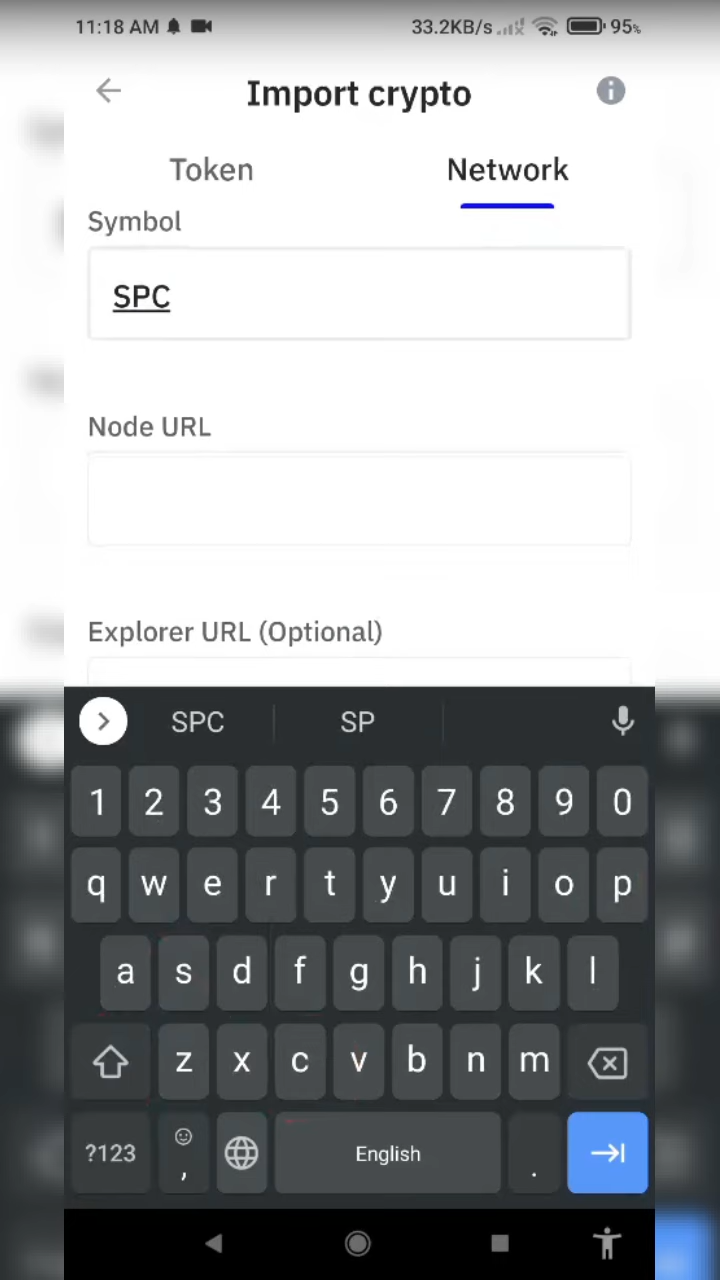 11:18 AM 33.2KB/s 95%
Import crypto
Token Network
Symbol
SPC
Node URL
Explorer URL (Optional)
SPC SP
1 2 3 4 5 6 7 8 9 0
q w e r t y u i o p
a s d f g h j k l
z x c v b n m
?123 , English .